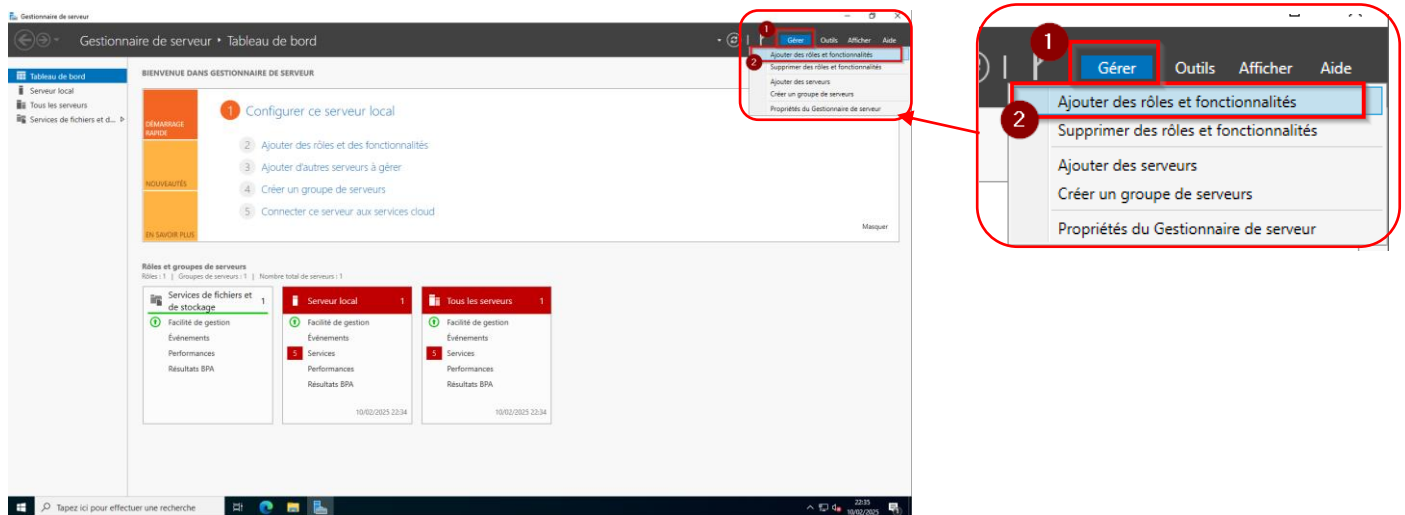 Gestionnaire de serveur
Gestionnaire de serveur • Tableau de bord
1
Gérer Outils Afficher Aide
2
Ajouter des rôles et fonctionnalités
Supprimer des rôles et fonctionnalités
Ajouter des serveurs
Créer un groupe de serveurs
Propriétés du Gestionnaire de serveur
Tableau de bord
Serveur local
Tous les serveurs
Services de fichiers et d...
BIENVENUE DANS GESTIONNAIRE DE SERVEUR
DÉMARRAGE
RAPIDE
NOUVEAUTÉS
EN SAVOIR PLUS
1 Configurer ce serveur local
2 Ajouter des rôles et des fonctionnalités
3 Ajouter d'autres serveurs à gérer
4 Créer un groupe de serveurs
5 Connecter ce serveur aux services cloud
Masquer
Rôles et groupes de serveurs
Rôles : 1 | Groupes de serveurs : 1 | Nombre total de serveurs : 1
Services de fichiers et
de stockage 1
Facilité de gestion
Événements
Performances
Résultats BPA
Serveur local 1
Facilité de gestion
Événements
5 Services
Performances
Résultats BPA
10/02/2025 22:34
Tous les serveurs 1
Facilité de gestion
Événements
5 Services
Performances
Résultats BPA
10/02/2025 22:34
Tapez ici pour effectuer une recherche
22:35
10/02/2025
1
Gérer Outils Afficher Aide
2
Ajouter des rôles et fonctionnalités
Supprimer des rôles et fonctionnalités
Ajouter des serveurs
Créer un groupe de serveurs
Propriétés du Gestionnaire de serveur